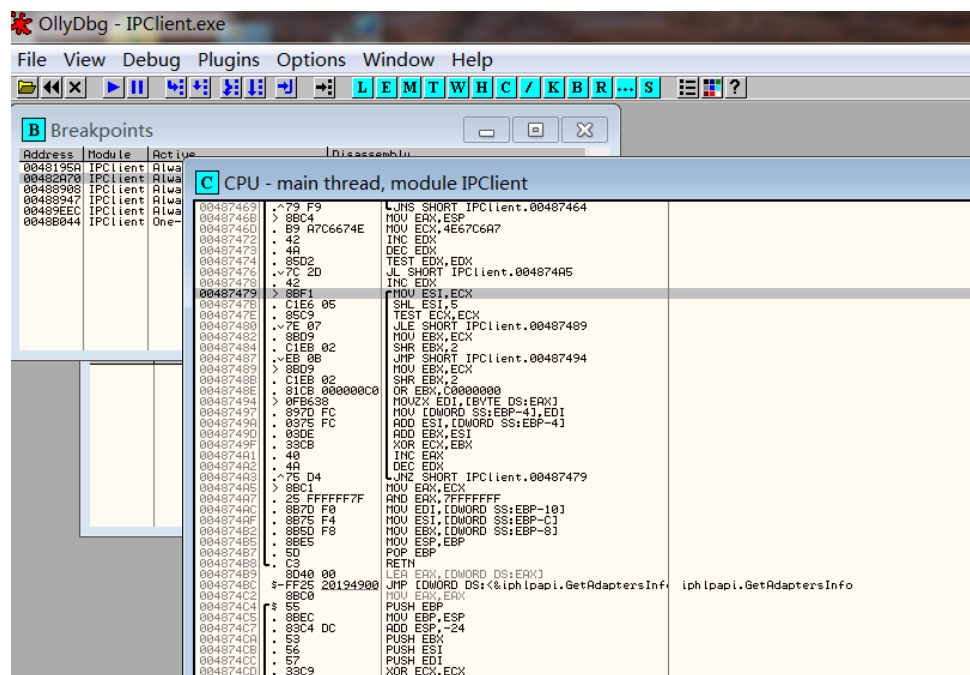 OllyDbg - IPClient.exe
File View Debug Plugins Options Window Help
L E M T W H C / K B R ... S ?
B Breakpoints
Address Module Active Disassembly
0048195A IPClient Alwa
00482A70 IPClient Alwa
00488908 IPClient Alwa
00488947 IPClient Alwa
00489EEC IPClient Alwa
0048B044 IPClient One-
C CPU - main thread, module IPClient
00487469 .^79 F9 JNS SHORT IPClient.00487464
0048746B > 8BC4 MOV EAX,ESP
0048746D . B9 A7C6674E MOV ECX,4E67C6A7
00487472 . 42 INC EDX
00487473 . 4A DEC EDX
00487474 . 85D2 TEST EDX,EDX
00487476 .v7C 2D JL SHORT IPClient.004874A5
00487478 . 42 INC EDX
00487479 > 8BF1 MOV ESI,ECX
0048747B . C1E6 05 SHL ESI,5
0048747E . 85C9 TEST ECX,ECX
00487480 .v7E 07 JLE SHORT IPClient.00487489
00487482 . 8BD9 MOV EBX,ECX
00487484 . C1EB 02 SHR EBX,2
00487487 .vEB 0B JMP SHORT IPClient.00487494
00487489 > 8BD9 MOV EBX,ECX
0048748B . C1EB 02 SHR EBX,2
0048748E . 81CB 000000C0 OR EBX,C0000000
00487494 > 0FB638 MOVZX EDI,[BYTE DS:EAX]
00487497 . 897D FC MOV [DWORD SS:EBP-4],EDI
0048749A . 0375 FC ADD ESI,[DWORD SS:EBP-4]
0048749D . 03DE ADD EBX,ESI
0048749F . 33CB XOR ECX,EBX
004874A1 . 40 INC EAX
004874A2 . 4A DEC EDX
004874A3 .^75 D4 JNZ SHORT IPClient.00487479
004874A5 > 8BC1 MOV EAX,ECX
004874A7 . 25 FFFFFF7F AND EAX,7FFFFFFF
004874AC . 8B7D F0 MOV EDI,[DWORD SS:EBP-10]
004874AF . 8B75 F4 MOV ESI,[DWORD SS:EBP-C]
004874B2 . 8B5D F8 MOV EBX,[DWORD SS:EBP-8]
004874B5 . 8BE5 MOV ESP,EBP
004874B7 . 5D POP EBP
004874B8 . C3 RETN
004874B9 8D40 00 LEA EAX,[DWORD DS:EAX]
004874BC $-FF25 20194900 JMP [DWORD DS:<&iphlpapi.GetAdaptersInf iphlpapi.GetAdaptersInfo
004874C2 8BC0 MOV EAX,EAX
004874C4 $ 55 PUSH EBP
004874C5 . 8BEC MOV EBP,ESP
004874C7 . 83C4 DC ADD ESP,-24
004874CA . 53 PUSH EBX
004874CB . 56 PUSH ESI
004874CC . 57 PUSH EDI
004874CD . 33C9 XOR ECX,ECX